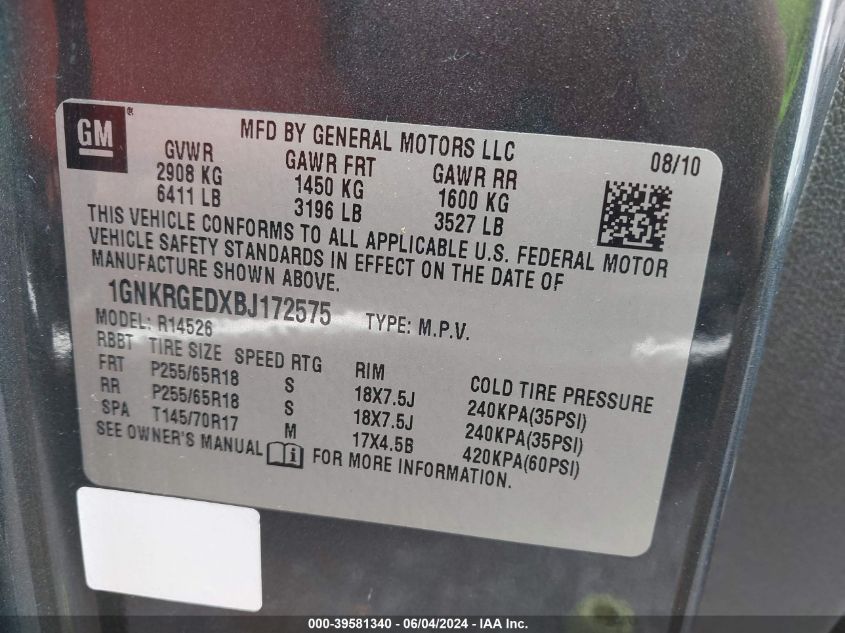 GM
MFD BY GENERAL MOTORS LLC
08/10
GVWR GAWR FRT GAWR RR
2908 KG 1450 KG 1600 KG
6411 LB 3196 LB 3527 LB
THIS VEHICLE CONFORMS TO ALL APPLICABLE U.S. FEDERAL MOTOR
VEHICLE SAFETY STANDARDS IN EFFECT ON THE DATE OF
MANUFACTURE SHOWN ABOVE.
1GNKRGEDXBJ172575 TYPE: M.P.V.
MODEL: R14526
RBBT TIRE SIZE SPEED RTG RIM COLD TIRE PRESSURE
FRT P255/65R18 S 18X7.5J 240KPA(35PSI)
RR P255/65R18 S 18X7.5J 240KPA(35PSI)
SPA T145/70R17 M 17X4.5B 420KPA(60PSI)
SEE OWNER'S MANUAL FOR MORE INFORMATION.
000-39581340 - 06/04/2024 - IAA Inc.